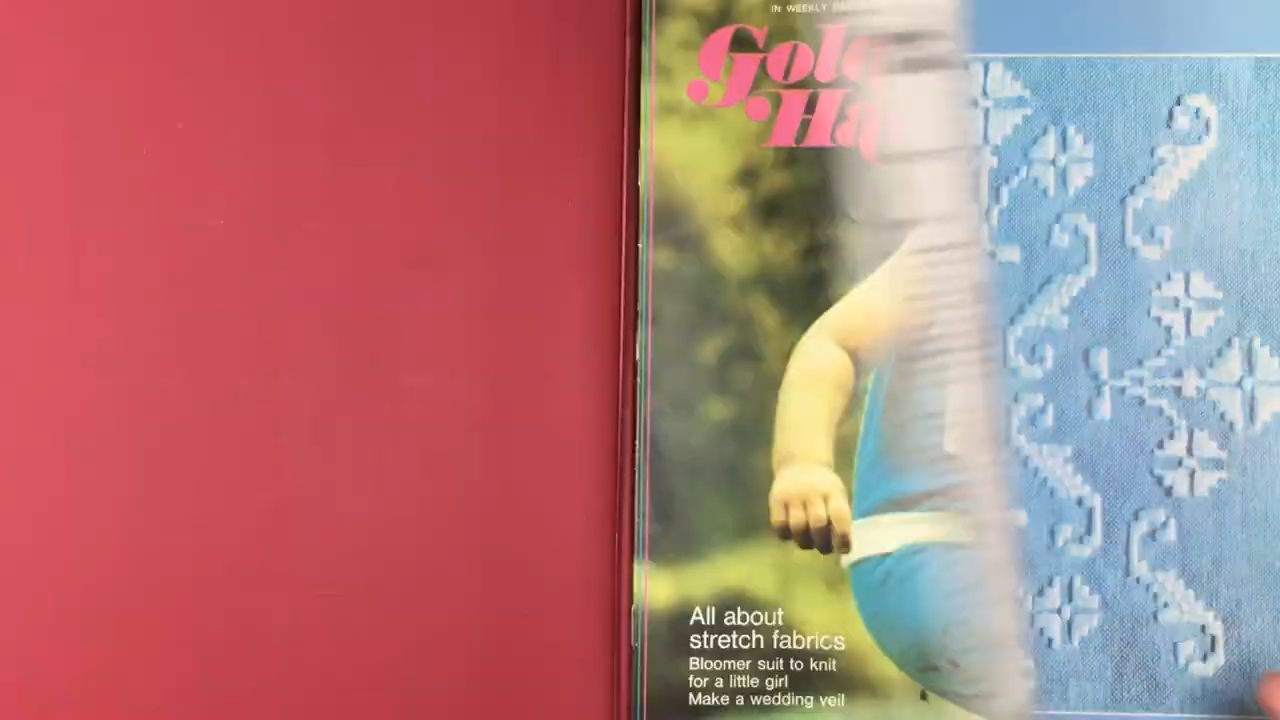 IN WEEKLY
All about
stretch fabrics
Bloomer suit to knit
for a little girl
Make a wedding veil